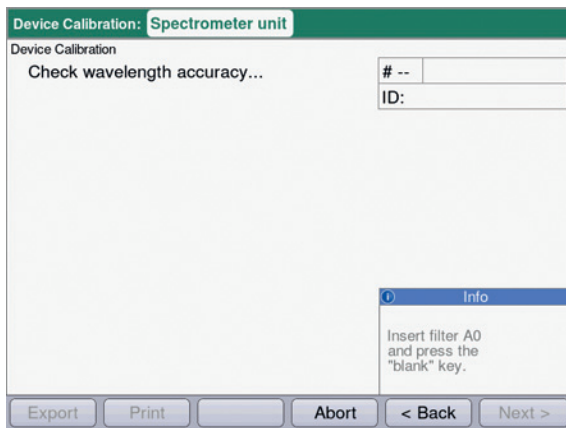 Device Calibration: Spectrometer unit
Device Calibration
Check wavelength accuracy...
# --
ID:
Info
Insert filter A0
and press the
"blank" key.
Export Print Abort < Back Next >